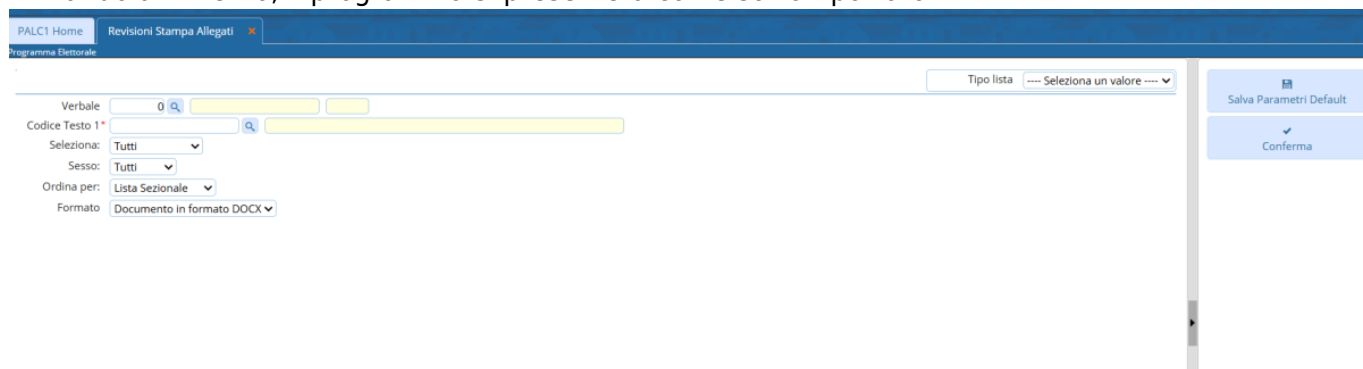 PALC1 Home Revisioni Stampa Allegati ×
Programma Elettorale
Tipo lista ---- Seleziona un valore ----
Verbale 0
Codice Testo 1*
Seleziona: Tutti
Sesso: Tutti
Ordina per: Lista Sezionale
Formato Documento in formato DOCX
Salva Parametri Default
Conferma